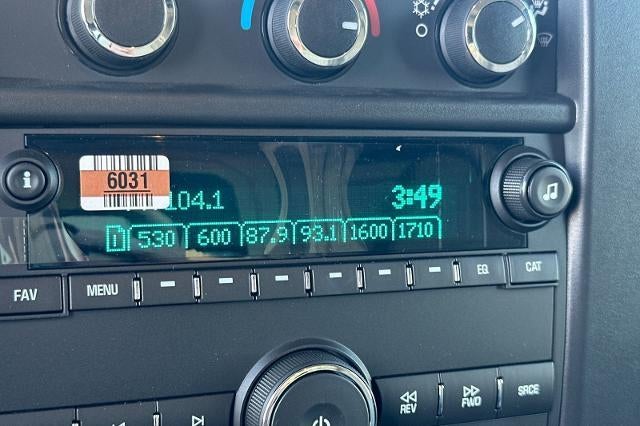 6031
104.1
3:49
1 530 600 87.9 93.1 1600 1710
FAV
MENU
EQ
CAT
REV
FWD
SRCE